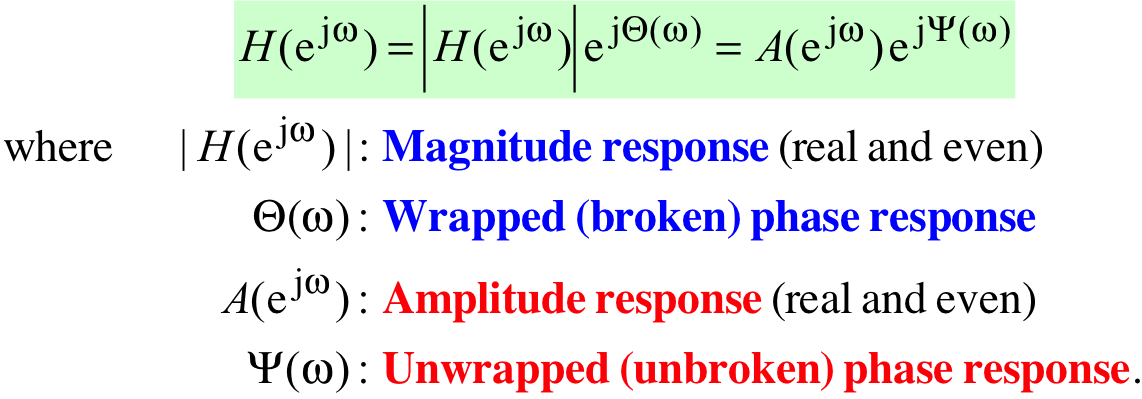 H(e^{jω}) = |H(e^{jω})| e^{jΘ(ω)} = A(e^{jω}) e^{jΨ(ω)}
where | H(e^{jω}) |: Magnitude response (real and even)
Θ(ω): Wrapped (broken) phase response
A(e^{jω}): Amplitude response (real and even)
Ψ(ω): Unwrapped (unbroken) phase response.